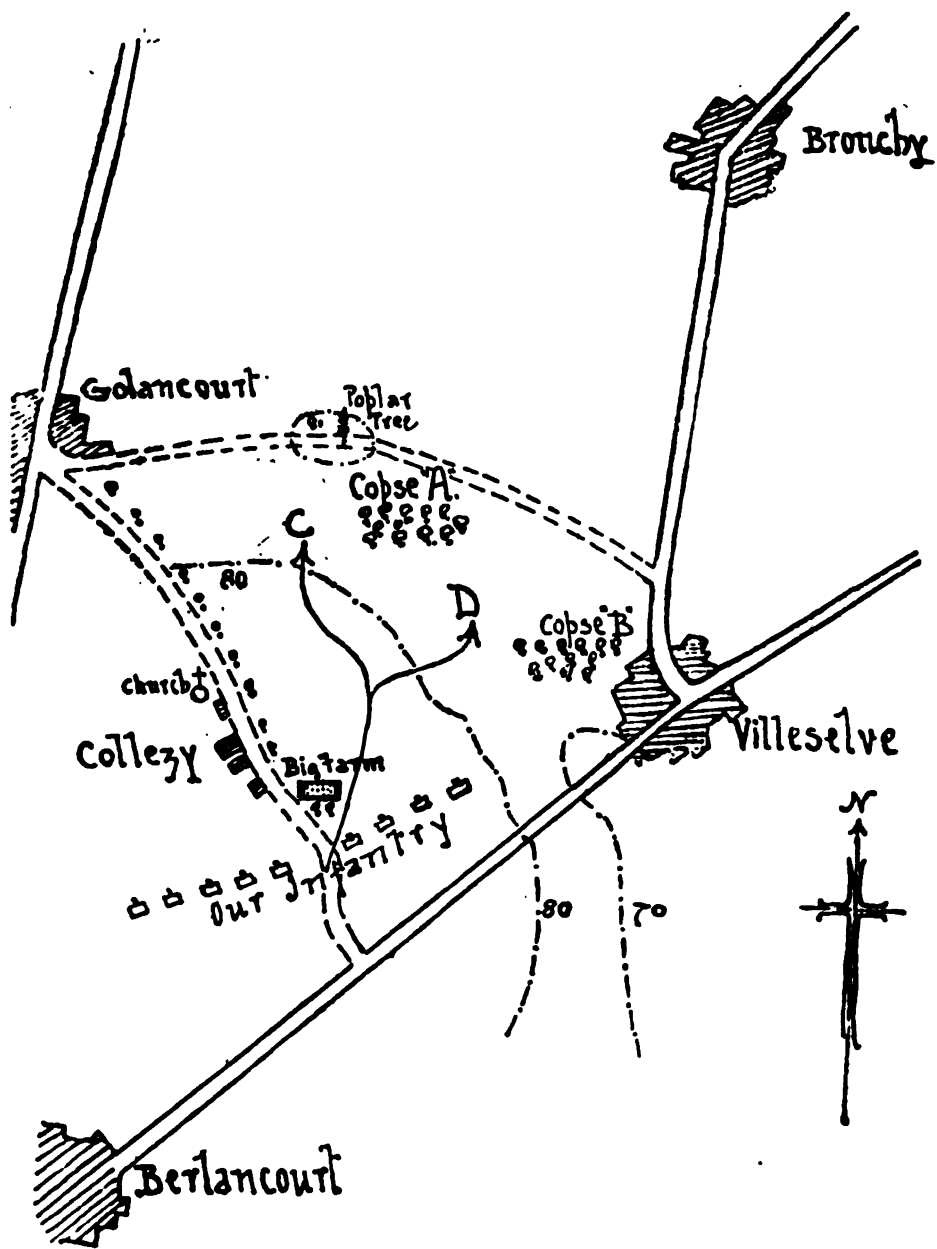 Brouchy
Golancourt
Poplar
Tree
Copse "A"
C
80
D
Copse "B"
Church
Collezy
Big Farm
Villeselve
Our Infantry
N
80
70
Berlancourt